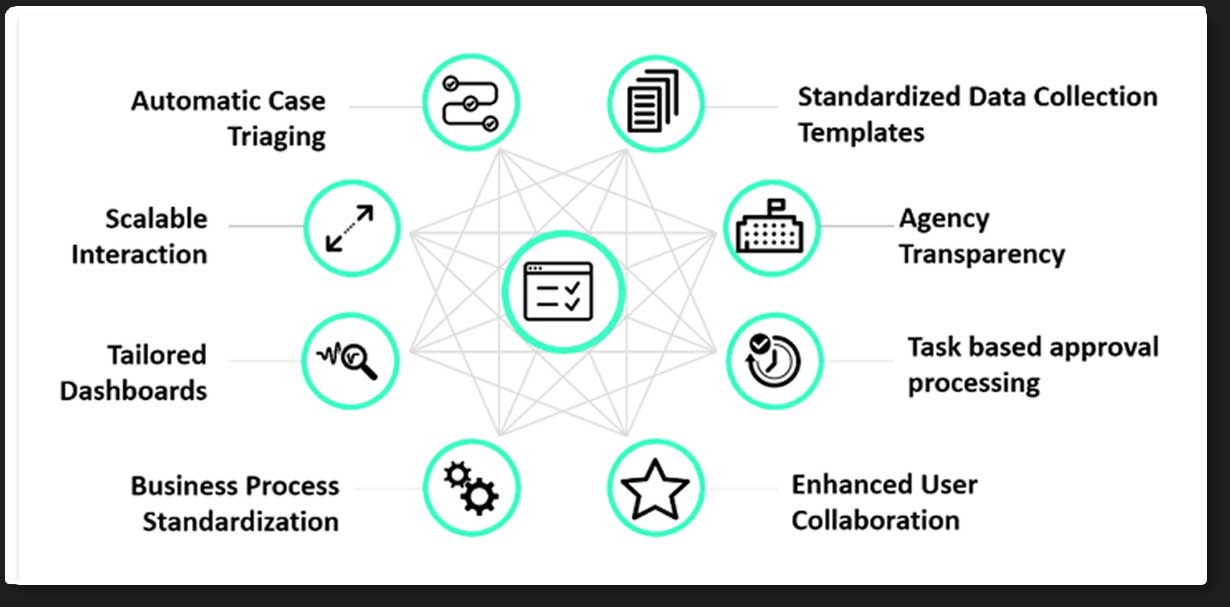 Automatic Case
Triaging
Standardized Data Collection
Templates
Scalable
Interaction
Agency
Transparency
Tailored
Dashboards
Task based approval
processing
Business Process
Standardization
Enhanced User
Collaboration